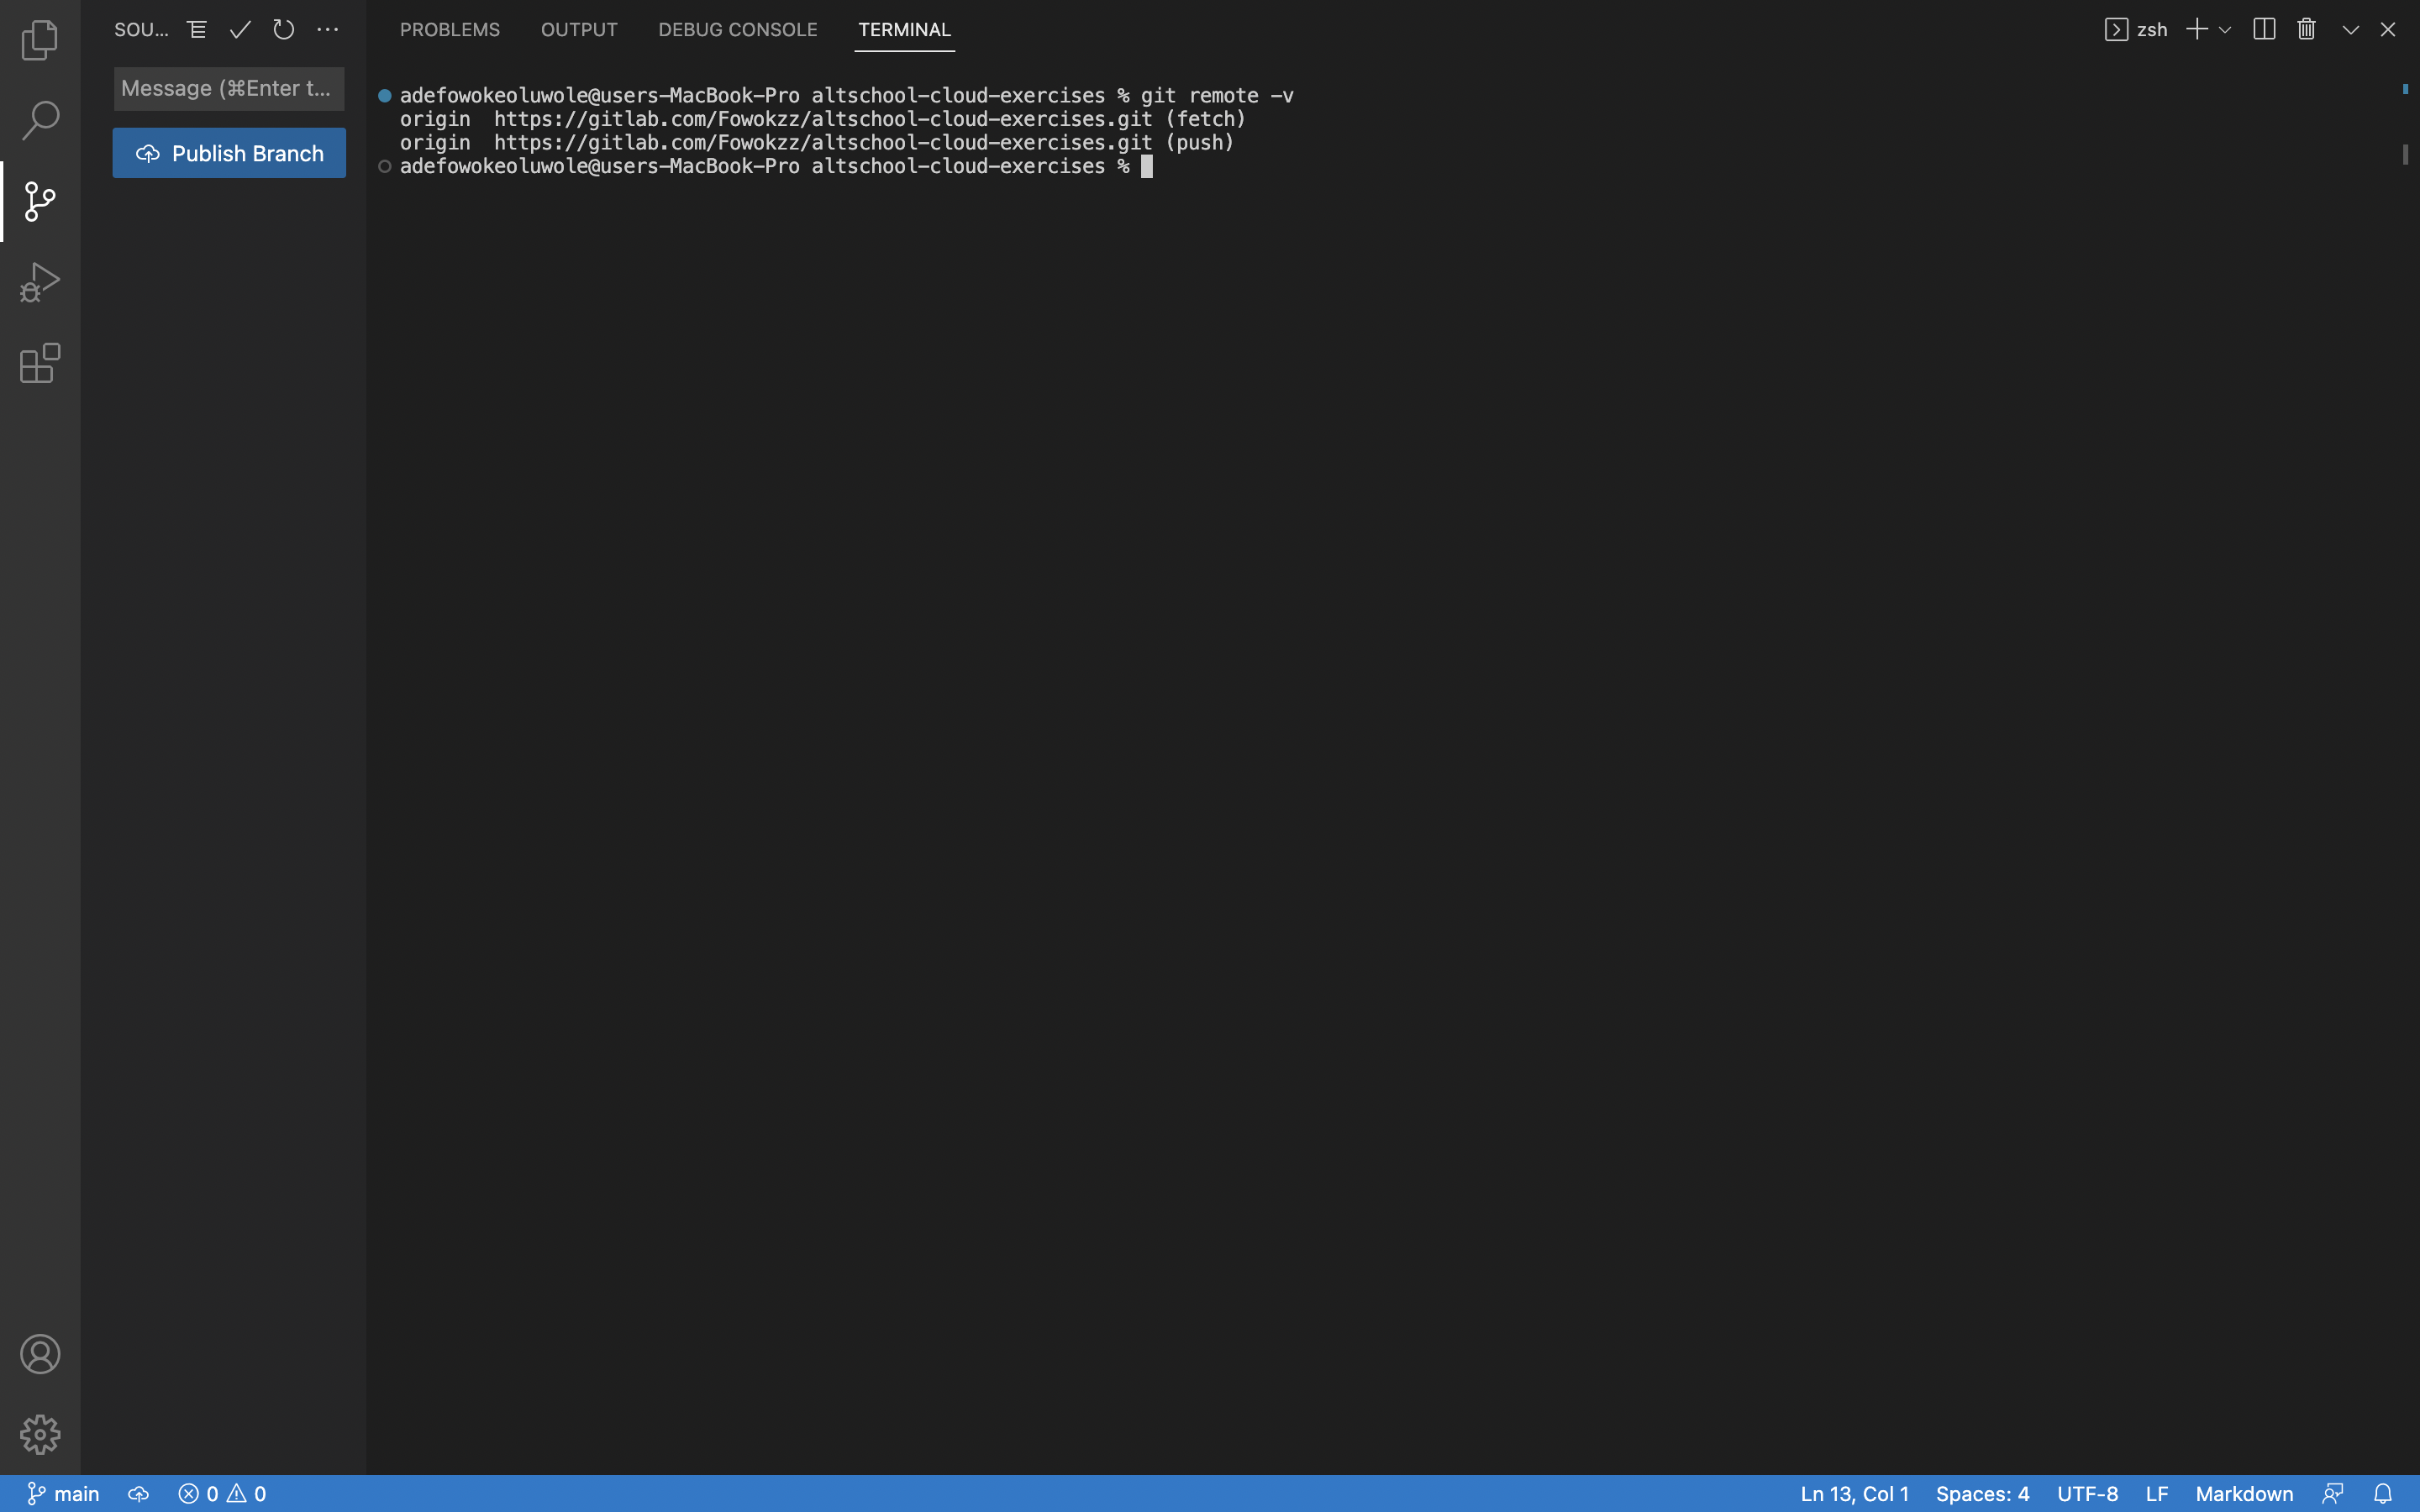 SOU...
Message (⌘Enter t...
Publish Branch
PROBLEMS OUTPUT DEBUG CONSOLE TERMINAL
zsh
adefowokeoluwole@users-MacBook-Pro altschool-cloud-exercises % git remote -v
origin  https://gitlab.com/Fowokzz/altschool-cloud-exercises.git (fetch)
origin  https://gitlab.com/Fowokzz/altschool-cloud-exercises.git (push)
adefowokeoluwole@users-MacBook-Pro altschool-cloud-exercises %
main 0 0 Ln 13, Col 1 Spaces: 4 UTF-8 LF Markdown